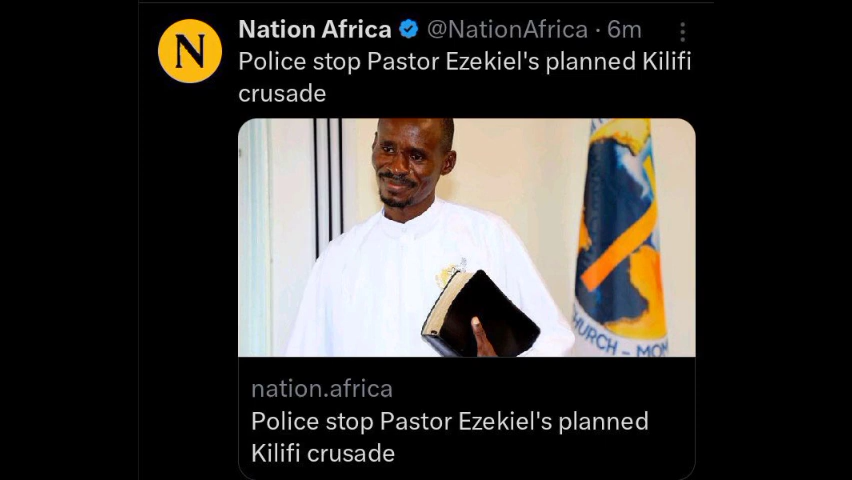 N
Nation Africa @NationAfrica · 6m
Police stop Pastor Ezekiel's planned Kilifi
crusade
nation.africa
Police stop Pastor Ezekiel's planned
Kilifi crusade